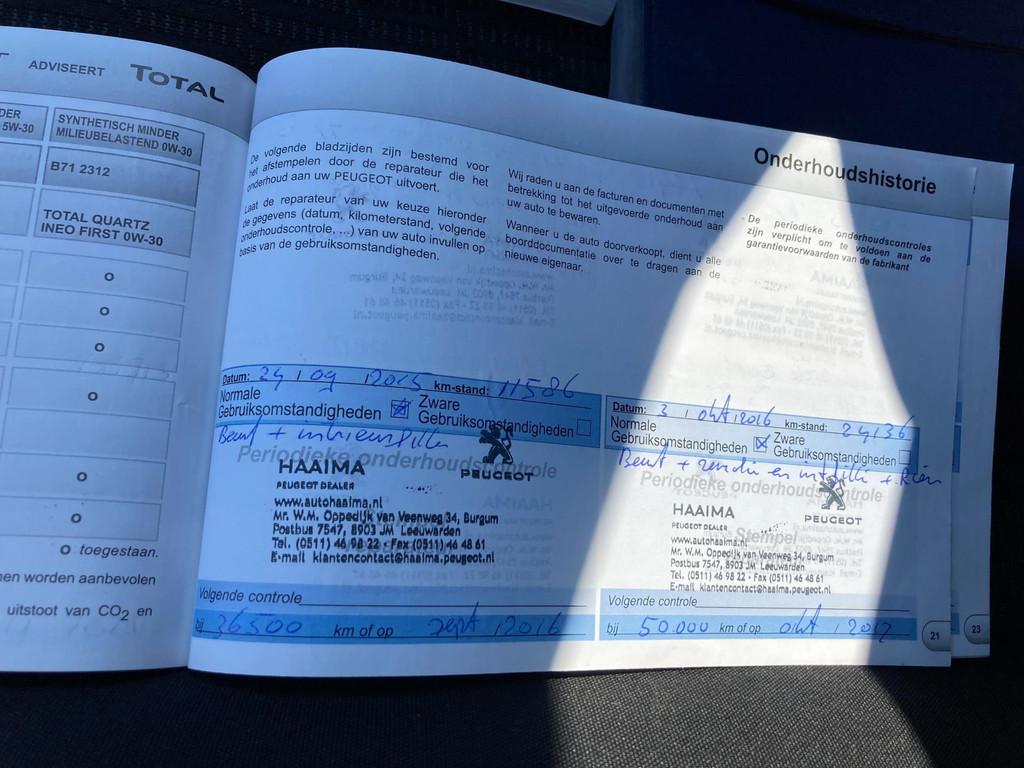 ADVISEERT TOTAL
5W-30
SYNTHETISCH MINDER
MILIEUBELASTEND 0W-30
B71 2312
TOTAL QUARTZ
INEO FIRST 0W-30
o
o
o
o
o
o
o toegestaan.
worden aanbevolen
uitstoot van CO2 en
Onderhoudshistorie
De volgende bladzijden zijn bestemd voor
het afstempelen door de reparateur die het
onderhoud aan uw PEUGEOT uitvoert.
Laat de reparateur van uw keuze hieronder
de gegevens (datum, kilometerstand, volgende
onderhoudscontrole, ...) van uw auto invullen op
basis van de gebruiksomstandigheden.
Wij raden u aan de facturen en documenten met
betrekking tot het uitgevoerde onderhoud aan
uw auto te bewaren.
Wanneer u de auto doorverkoopt, dient u alle
boorddocumentatie over te dragen aan de
nieuwe eigenaar.
De periodieke onderhoudscontroles
zijn verplicht om te voldoen aan de
garantievoorwaarden van de fabrikant
Datum: 24 / 09 / 2015 km-stand: 11586
Normale
Gebruiksomstandigheden
Zware
Gebruiksomstandigheden
Beurt +
Periodieke onderhoudscontrole
HAAIMA
PEUGEOT DEALER
PEUGEOT
www.autohaaima.nl
Mr. W.M. Oppedijk van Veenweg 34, Burgum
Postbus 7547, 8903 JM Leeuwarden
Tel. (0511) 46 98 22 - Fax (0511) 46 48 61
E-mail klantencontact@haaima.peugeot.nl
Volgende controle
bij 36500 km of op sept / 2016
Datum: 3 / okt / 2016 km-stand: 24136
Normale
Gebruiksomstandigheden
Zware
Gebruiksomstandigheden
Beurt +
Periodieke onderhoudscontrole
HAAIMA
PEUGEOT DEALER
PEUGEOT
Stempel
www.autohaaima.nl
Mr. W.M. Oppedijk van Veenweg 34, Burgum
Postbus 7547, 8903 JM Leeuwarden
Tel. (0511) 46 98 22 - Fax (0511) 46 48 61
E-mail klantencontact@haaima.peugeot.nl
Volgende controle
bij 50.000 km of op okt / 2017
21
23